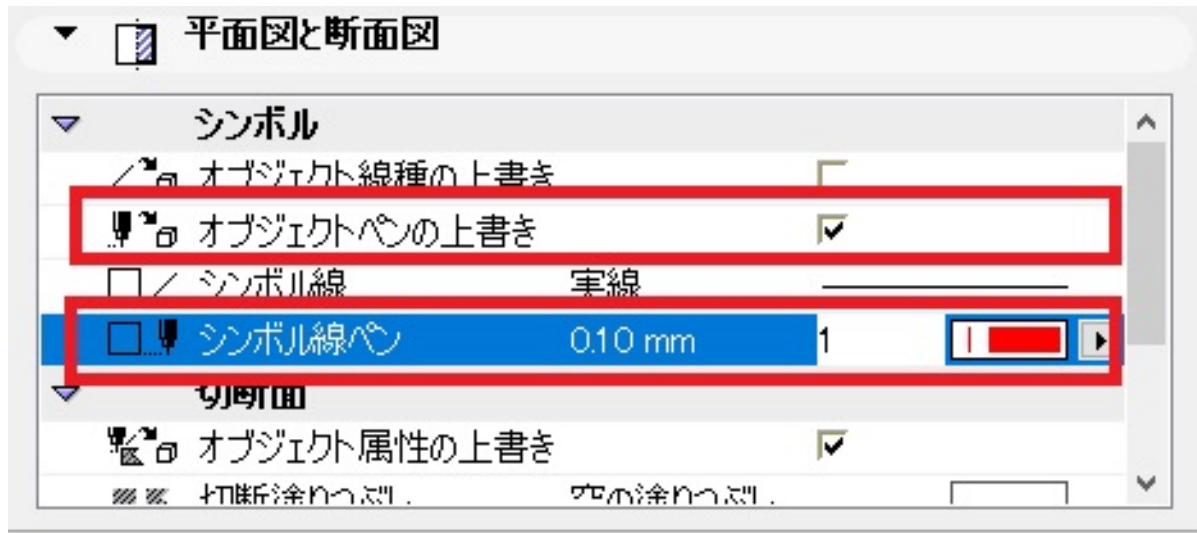 平面図と断面図
シンボル
オブジェクト線種の上書き
オブジェクトペンの上書き
シンボル線 実線
シンボル線ペン 0.10 mm 1
切断面
オブジェクト属性の上書き
切断塗りつぶし 空の塗りつぶし